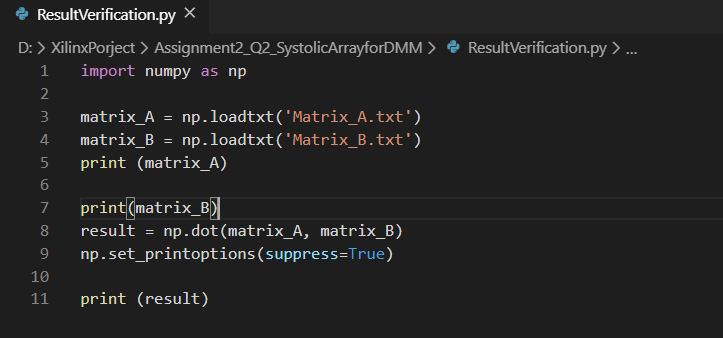 ResultVerification.py ×
D: > XilinxPorject > Assignment2_Q2_SystolicArrayforDMM > ResultVerification.py > ...
1 import numpy as np
2
3 matrix_A = np.loadtxt('Matrix_A.txt')
4 matrix_B = np.loadtxt('Matrix_B.txt')
5 print (matrix_A)
6
7 print(matrix_B)
8 result = np.dot(matrix_A, matrix_B)
9 np.set_printoptions(suppress=True)
10
11 print (result)